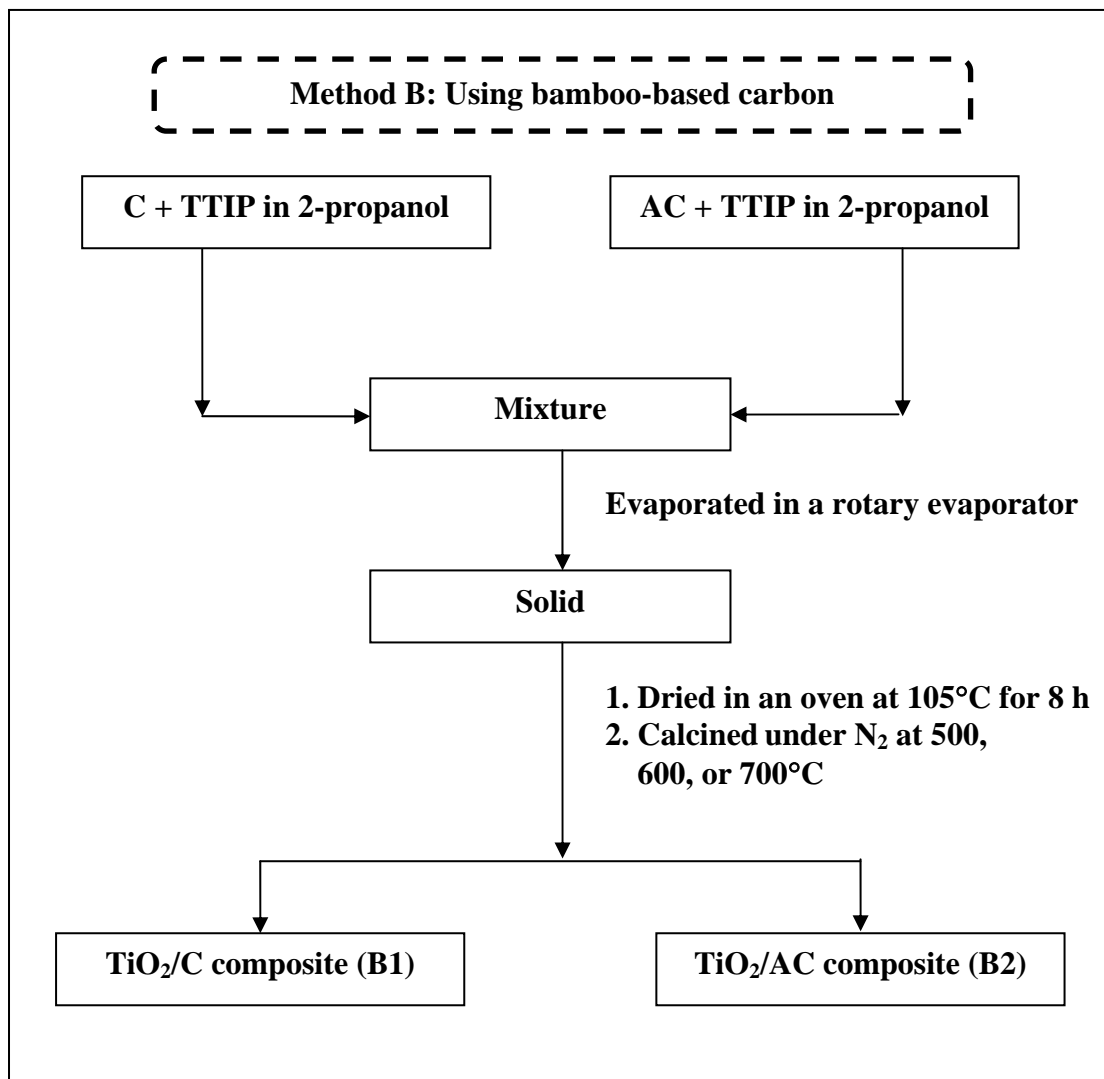 Method B: Using bamboo-based carbon
C + TTIP in 2-propanol
AC + TTIP in 2-propanol
Mixture
Evaporated in a rotary evaporator
Solid
1. Dried in an oven at 105°C for 8 h
2. Calcined under N₂ at 500,
600, or 700°C
TiO₂/C composite (B1)
TiO₂/AC composite (B2)